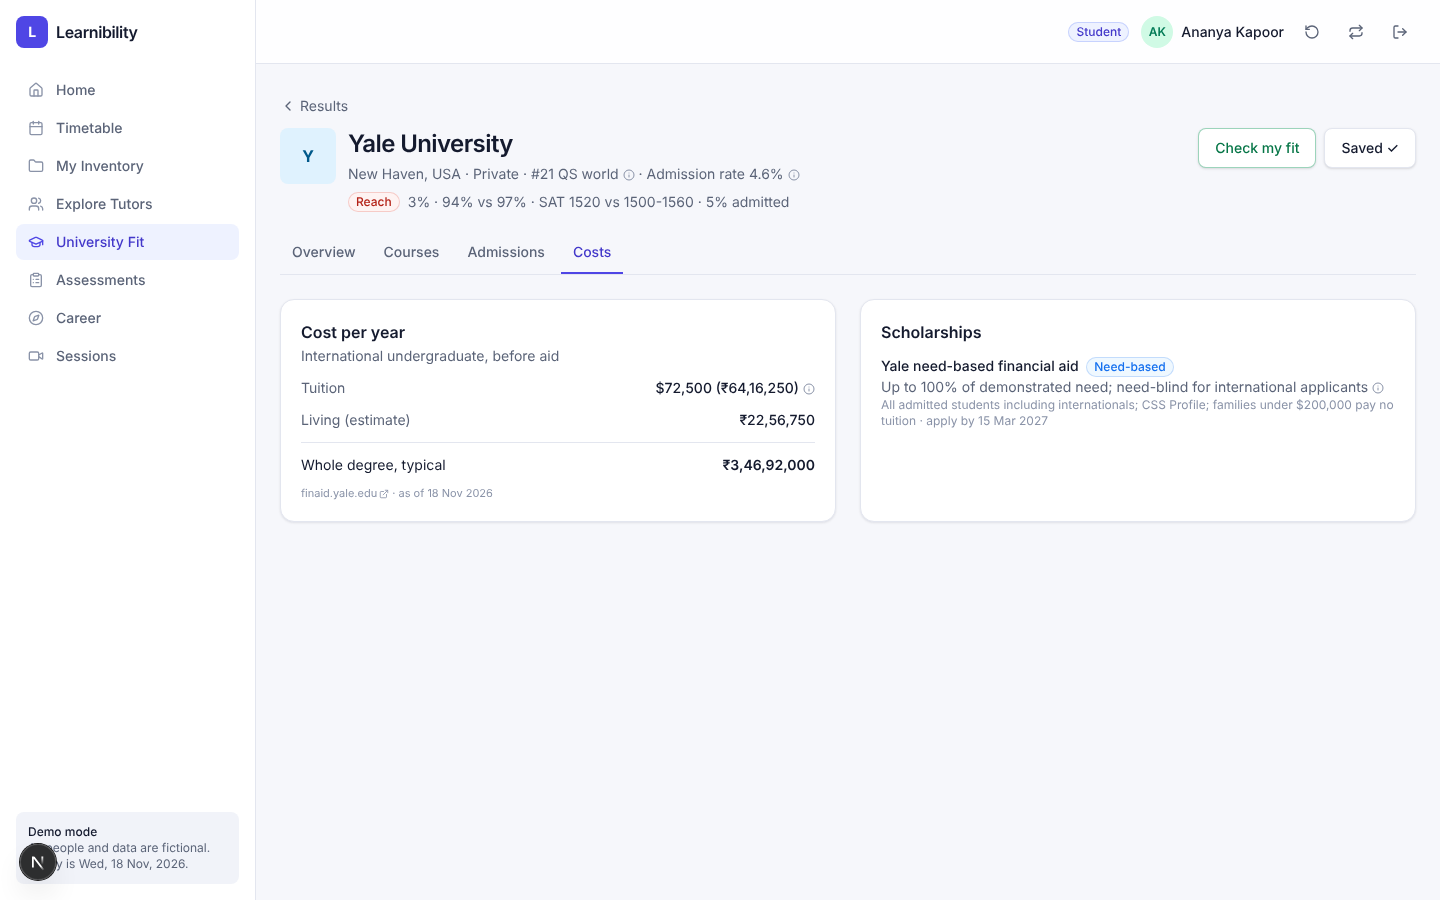 L Learnibility
Student AK Ananya Kapoor
Home
Timetable
My Inventory
Explore Tutors
University Fit
Assessments
Career
Sessions
Results
Y
Yale University
New Haven, USA · Private · #21 QS world · Admission rate 4.6%
Reach 3% · 94% vs 97% · SAT 1520 vs 1500-1560 · 5% admitted
Check my fit
Saved ✓
Overview Courses Admissions Costs
Cost per year
International undergraduate, before aid
Tuition $72,500 (₹64,16,250)
Living (estimate) ₹22,56,750
Whole degree, typical ₹3,46,92,000
finaid.yale.edu · as of 18 Nov 2026
Scholarships
Yale need-based financial aid Need-based
Up to 100% of demonstrated need; need-blind for international applicants
All admitted students including internationals; CSS Profile; families under $200,000 pay no
tuition · apply by 15 Mar 2027
Demo mode
people and data are fictional.
is Wed, 18 Nov, 2026.
N